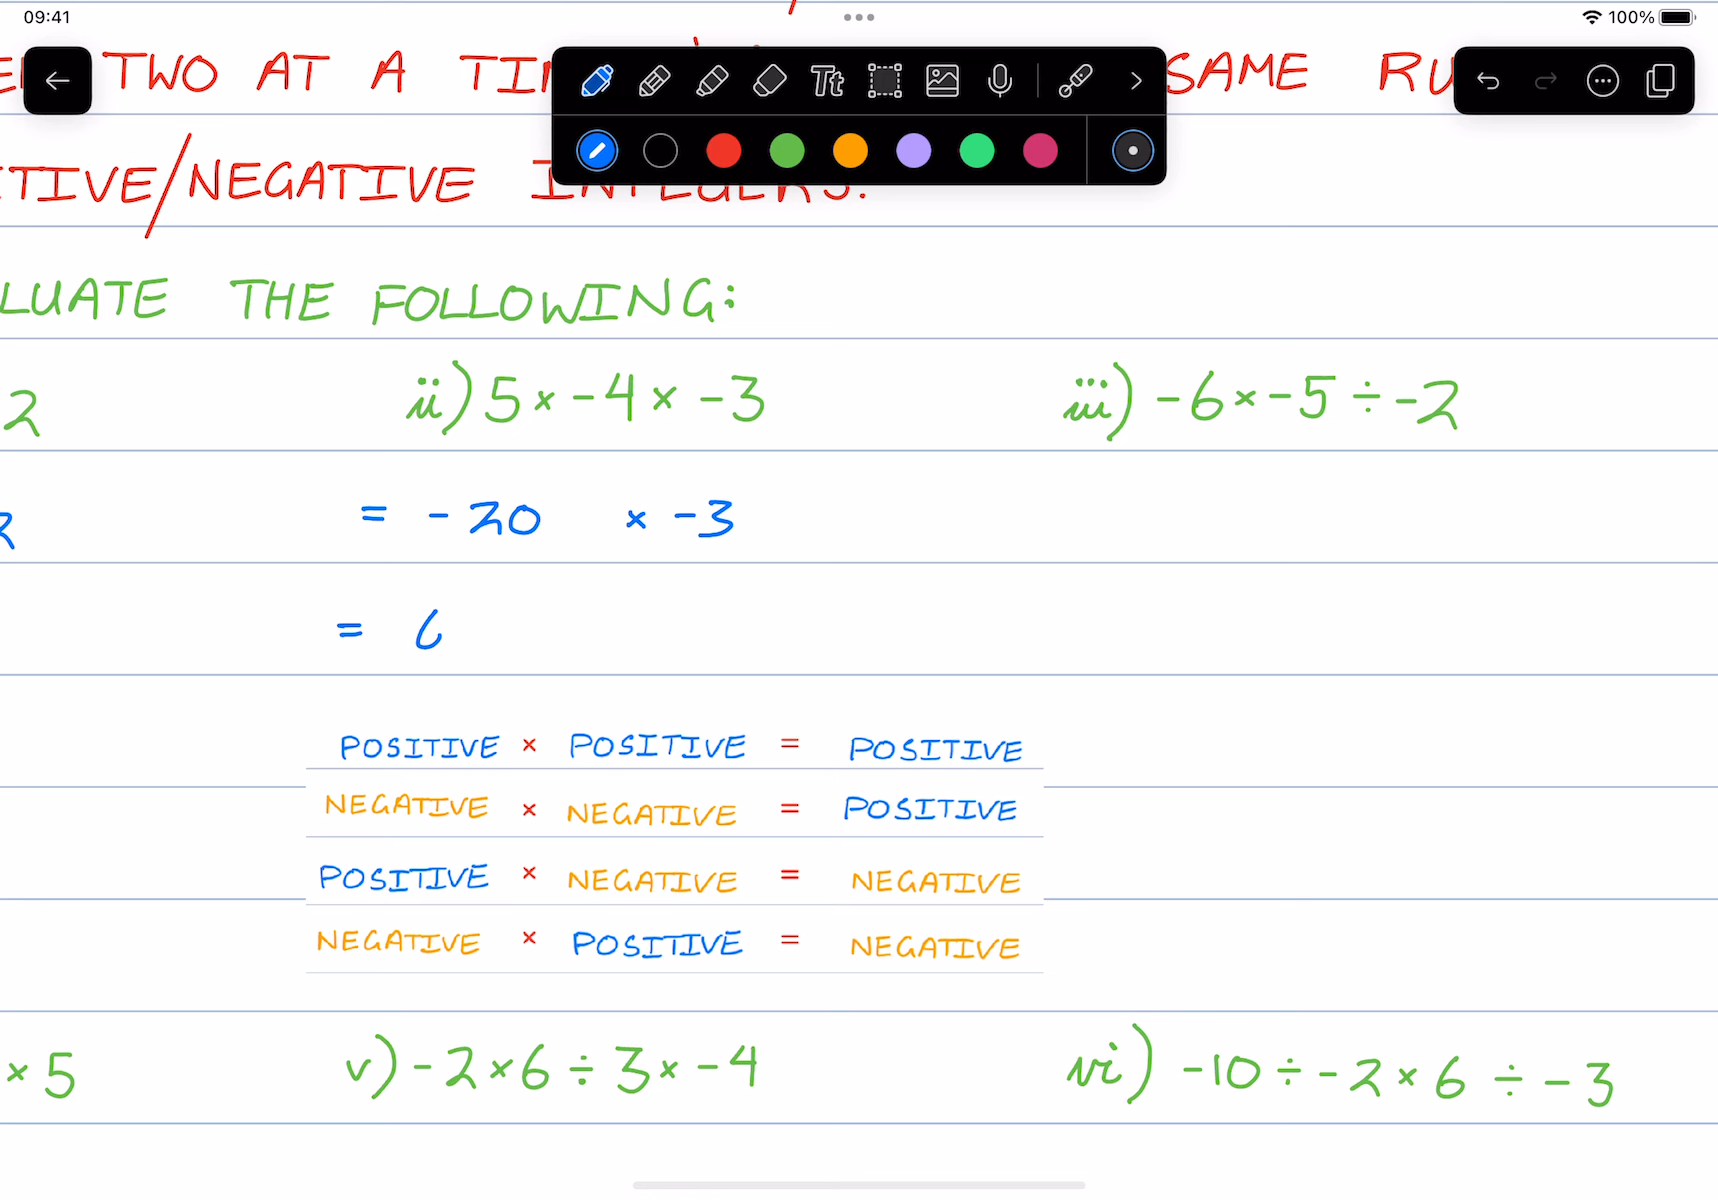 09:41 100%
TWO AT A SAME
TIVE/NEGATIVE INTEGERS.
LUATE THE FOLLOWING:
2 ii) 5 × -4 × -3 iii) -6 × -5 ÷ -2
2 = -20 × -3
= 6
POSITIVE × POSITIVE = POSITIVE
NEGATIVE × NEGATIVE = POSITIVE
POSITIVE × NEGATIVE = NEGATIVE
NEGATIVE × POSITIVE = NEGATIVE
× 5 v) -2 × 6 ÷ 3 × -4 vi) -10 ÷ -2 × 6 ÷ -3